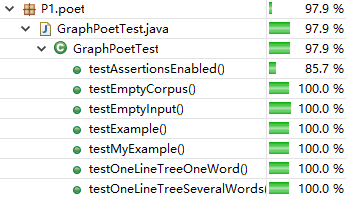 P1.poet 97.9 %
GraphPoetTest.java 97.9 %
GraphPoetTest 97.9 %
testAssertionsEnabled() 85.7 %
testEmptyCorpus() 100.0 %
testEmptyInput() 100.0 %
testExample() 100.0 %
testMyExample() 100.0 %
testOneLineTreeOneWord() 100.0 %
testOneLineTreeSeveralWords( 100.0 %